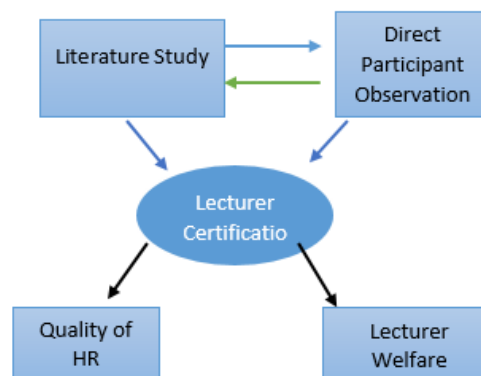 Literature Study
Direct
Participant
Observation
Lecturer
Certificatio
Quality of
HR
Lecturer
Welfare